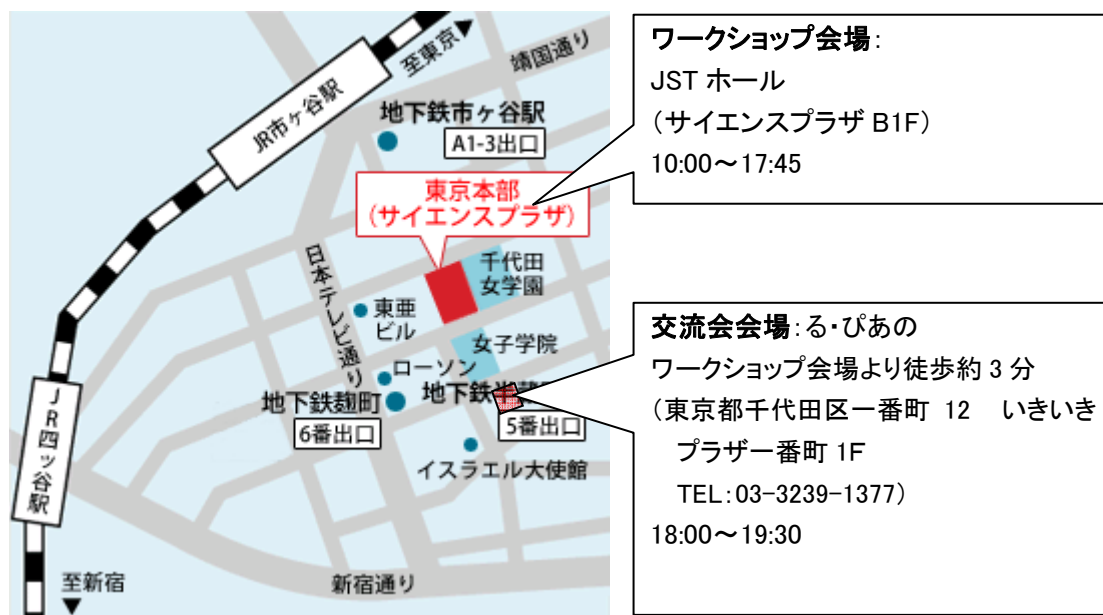 至東京
靖国通り
JR市ヶ谷駅
地下鉄市ヶ谷駅
A1-3出口
東京本部
(サイエンスプラザ)
千代田
女学園
日本テレビ通り
東亜
ビル
女子学院
ローソン
地下鉄麹町
6番出口
地下鉄半蔵
5番出口
イスラエル大使館
JR四ッ谷駅
至新宿
新宿通り
ワークショップ会場:
JST ホール
(サイエンスプラザ B1F)
10:00~17:45
交流会会場:る・ぴあの
ワークショップ会場より徒歩約 3 分
(東京都千代田区一番町 12 いきいき
プラザ一番町 1F
TEL:03-3239-1377)
18:00~19:30